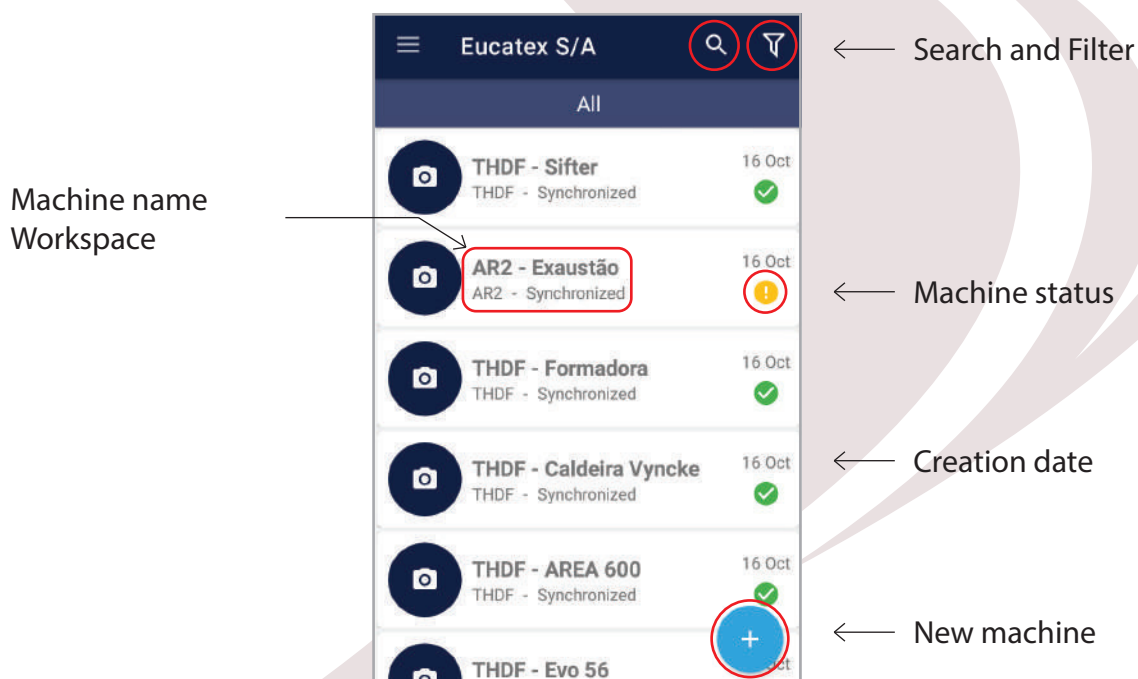 Eucatex S/A
Search and Filter
All
THDF - Sifter
16 Oct
THDF - Synchronized
Machine name
Workspace
AR2 - Exaustão
16 Oct
AR2 - Synchronized
Machine status
THDF - Formadora
16 Oct
THDF - Synchronized
THDF - Caldeira Vyncke
16 Oct
Creation date
THDF - Synchronized
THDF - AREA 600
16 Oct
THDF - Synchronized
New machine
THDF - Evo 56